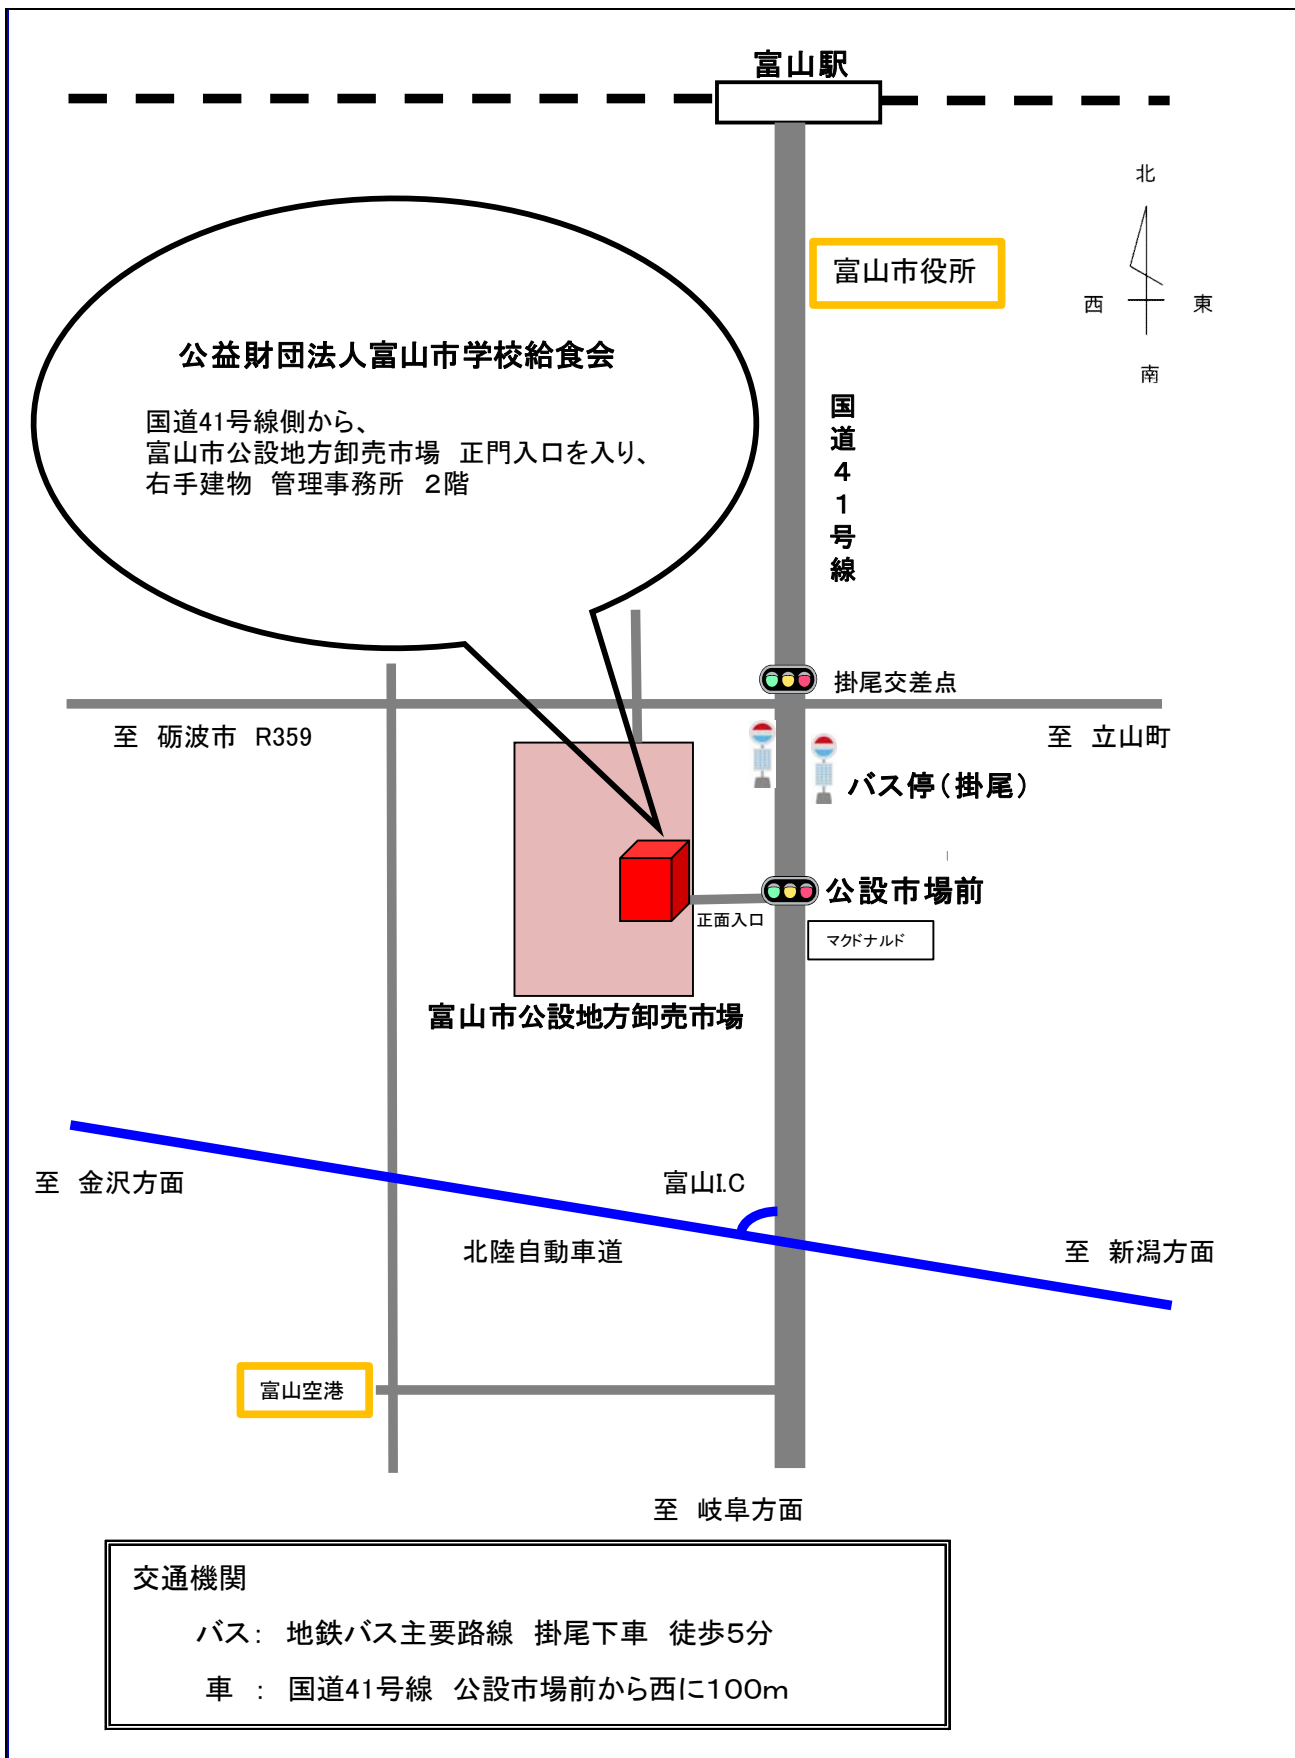 富山駅
北
富山市役所
西
東
南
公益財団法人富山市学校給食会
国道41号線側から、
富山市公設地方卸売市場 正門入口を入り、
右手建物 管理事務所 2階
国道41号線
掛尾交差点
至 砺波市 R359
至 立山町
バス停(掛尾)
公設市場前
正面入口
マクドナルド
富山市公設地方卸売市場
至 金沢方面
富山I.C
北陸自動車道
至 新潟方面
富山空港
至 岐阜方面
交通機関
バス: 地鉄バス主要路線 掛尾下車 徒歩5分
車 : 国道41号線 公設市場前から西に100m